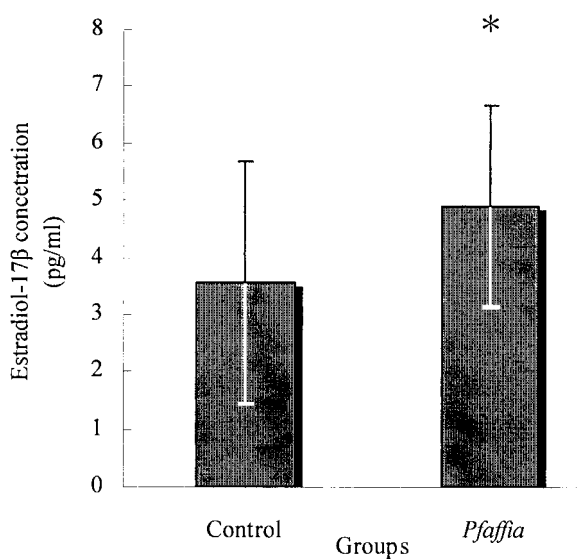 Estradiol-17β concetration
(pg/ml)
8
7
6
5
4
3
2
1
0
*
Control
Pfaffia
Groups